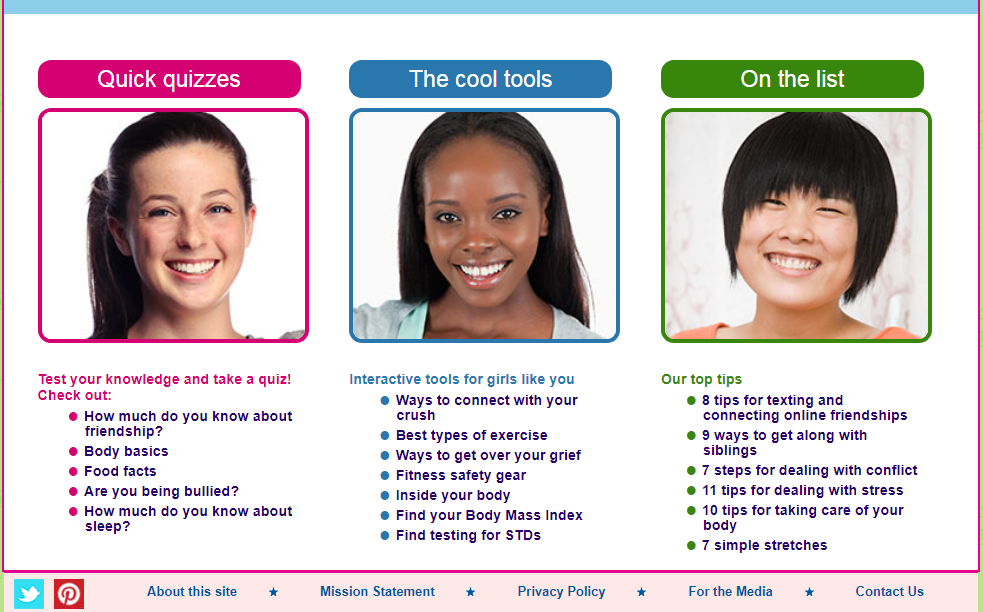 Quick quizzes
The cool tools
On the list
Test your knowledge and take a quiz!
Check out:
How much do you know about
friendship?
Body basics
Food facts
Are you being bullied?
How much do you know about
sleep?
Interactive tools for girls like you
Ways to connect with your
crush
Best types of exercise
Ways to get over your grief
Fitness safety gear
Inside your body
Find your Body Mass Index
Find testing for STDs
Our top tips
8 tips for texting and
connecting online friendships
9 ways to get along with
siblings
7 steps for dealing with conflict
11 tips for dealing with stress
10 tips for taking care of your
body
7 simple stretches
About this site ★ Mission Statement ★ Privacy Policy ★ For the Media ★ Contact Us